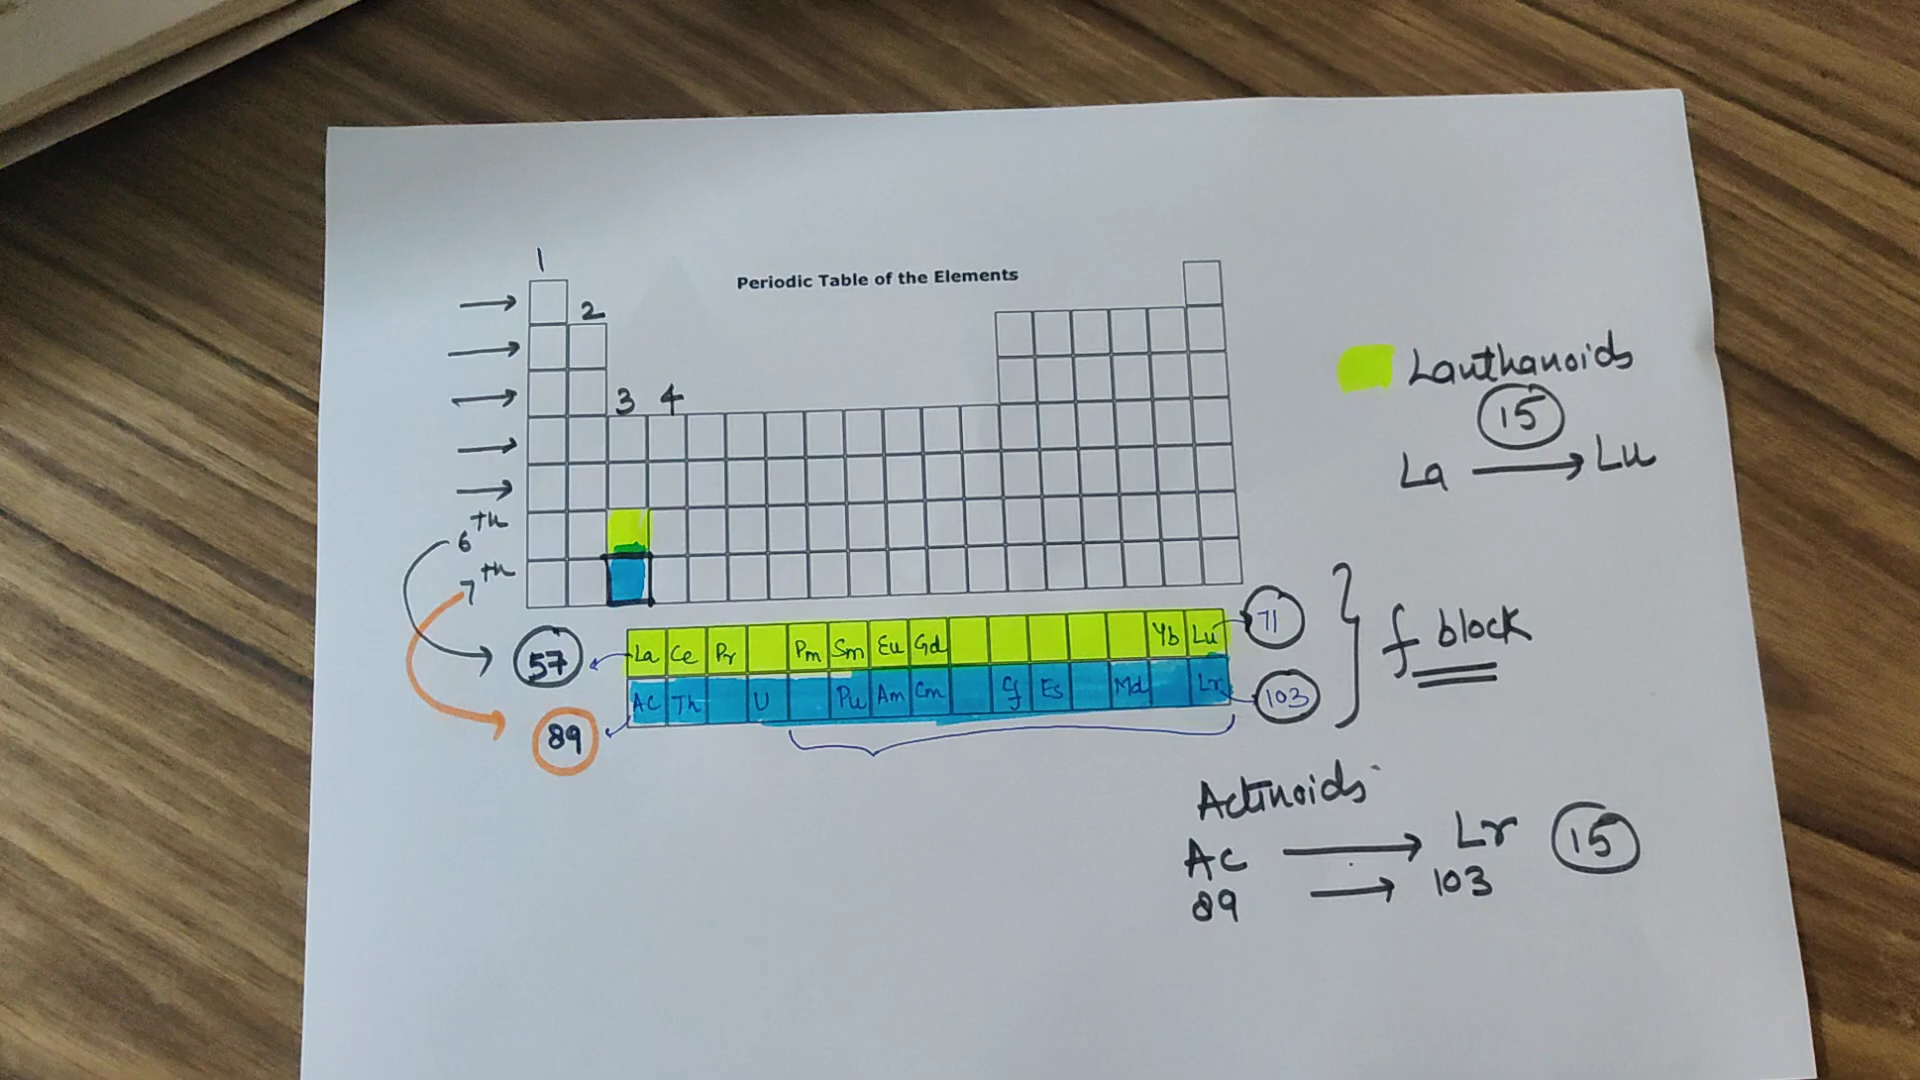 1
Periodic Table of the Elements
2
3 4
Lanthanoids
15
La → Lu
6th
7th
57 La Ce Pr Pm Sm Eu Gd Yb Lu 71
f block
89 AC Th U Pu Am Cm Cf Es Md Lr 103
Actinoids
AC → Lr 15
89 → 103